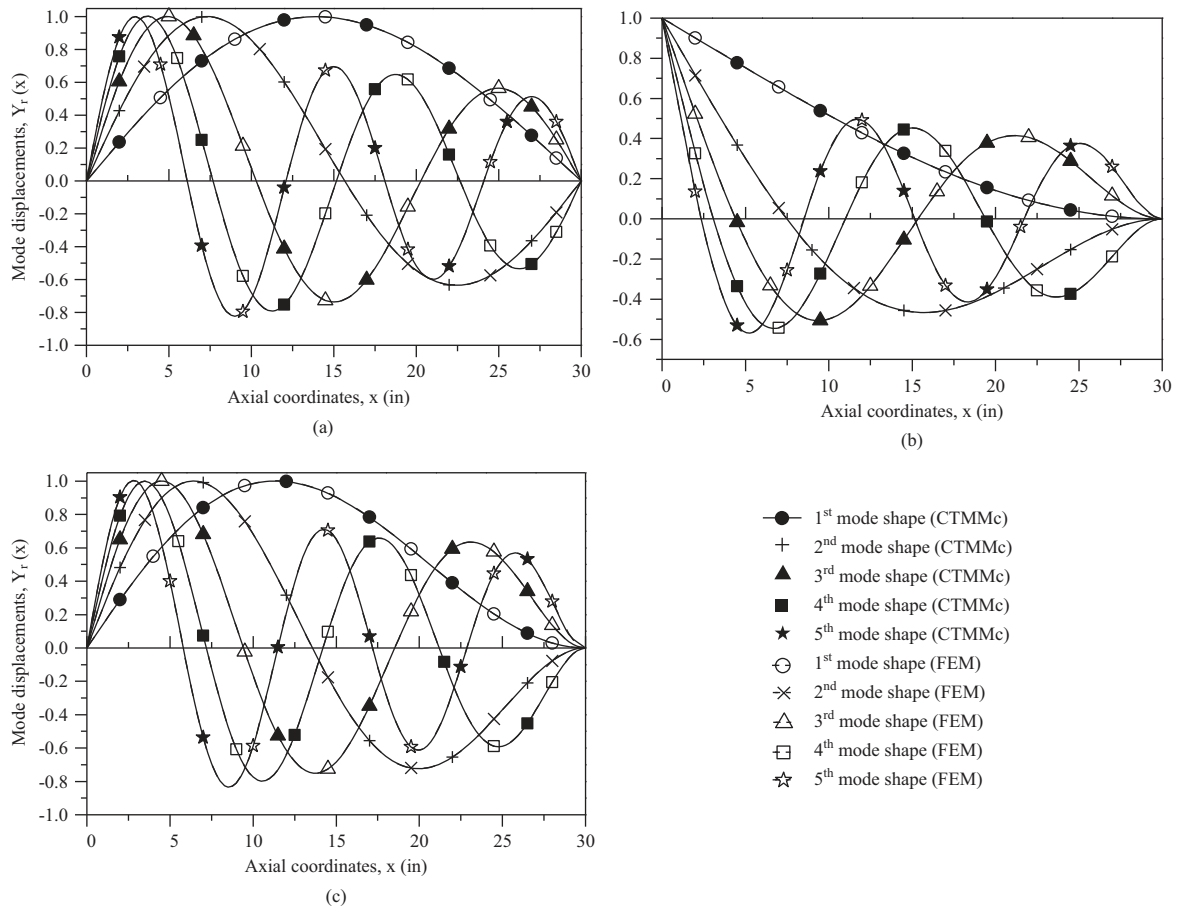 Mode displacements, Y_r (x)
1.0
0.8
0.6
0.4
0.2
0.0
-0.2
-0.4
-0.6
-0.8
-1.0
0 5 10 15 20 25 30
Axial coordinates, x (in)
(a)
1.0
0.8
0.6
0.4
0.2
0.0
-0.2
-0.4
-0.6
0 5 10 15 20 25 30
Axial coordinates, x (in)
(b)
Mode displacements, Y_r (x)
1.0
0.8
0.6
0.4
0.2
0.0
-0.2
-0.4
-0.6
-0.8
-1.0
0 5 10 15 20 25 30
Axial coordinates, x (in)
(c)
1st mode shape (CTMMc)
2nd mode shape (CTMMc)
3rd mode shape (CTMMc)
4th mode shape (CTMMc)
5th mode shape (CTMMc)
1st mode shape (FEM)
2nd mode shape (FEM)
3rd mode shape (FEM)
4th mode shape (FEM)
5th mode shape (FEM)